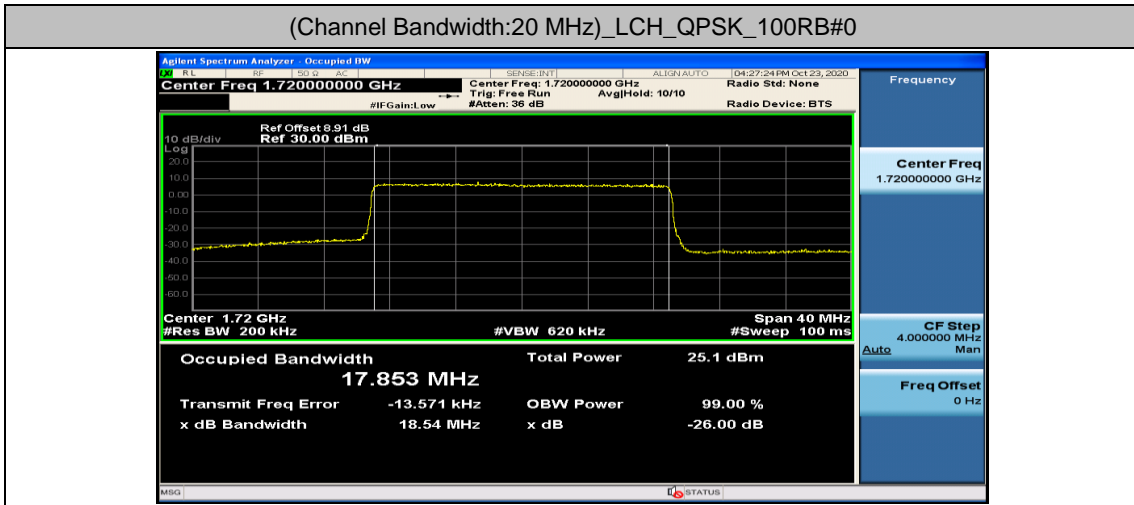 (Channel Bandwidth:20 MHz)_LCH_QPSK_100RB#0
Agilent Spectrum Analyzer - Occupied BW
LXI RL RF 50 Ω AC SENSE:INT ALIGN AUTO 04:27:24 PM Oct 23, 2020
Center Freq 1.720000000 GHz
Center Freq: 1.720000000 GHz
Radio Std: None
Trig: Free Run Avg|Hold: 10/10
#IFGain:Low
#Atten: 36 dB
Radio Device: BTS
Frequency
Ref Offset 8.91 dB
10 dB/div Ref 30.00 dBm
Log
20.0
10.0
0.00
-10.0
-20.0
-30.0
-40.0
-50.0
-60.0
Center 1.72 GHz
Span 40 MHz
#Res BW 200 kHz
#VBW 620 kHz
#Sweep 100 ms
Center Freq
1.720000000 GHz
CF Step
4.000000 MHz
Auto Man
Freq Offset
0 Hz
Occupied Bandwidth
Total Power 25.1 dBm
17.853 MHz
Transmit Freq Error -13.571 kHz
OBW Power 99.00 %
x dB Bandwidth 18.54 MHz
x dB -26.00 dB
MSG
STATUS